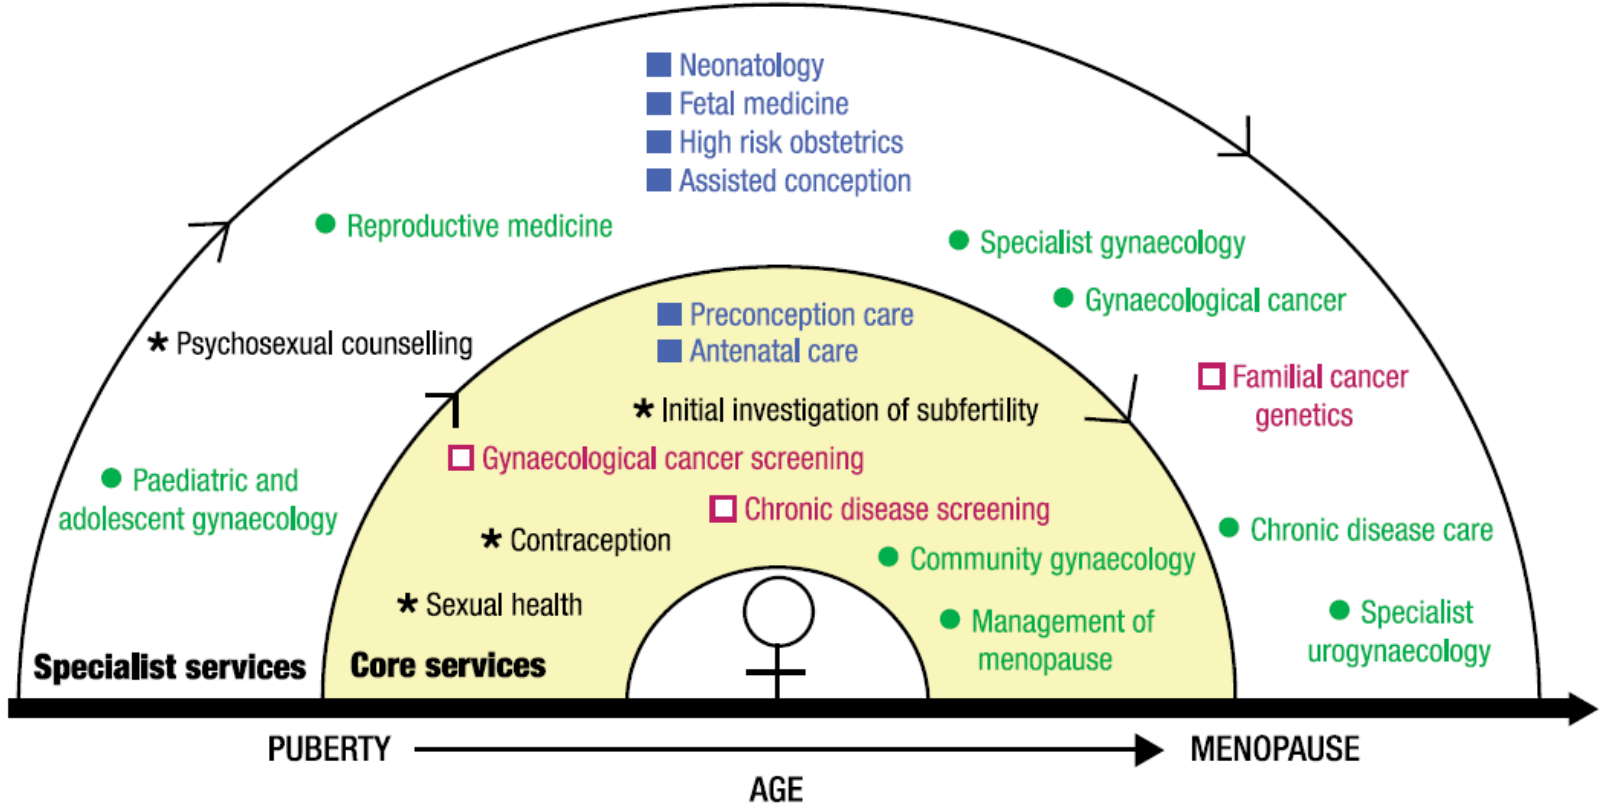 Neonatology
Fetal medicine
High risk obstetrics
Assisted conception
Reproductive medicine
Specialist gynaecology
Gynaecological cancer
Preconception care
Antenatal care
* Psychosexual counselling
Familial cancer
genetics
* Initial investigation of subfertility
Gynaecological cancer screening
Paediatric and
adolescent gynaecology
Chronic disease screening
Chronic disease care
* Contraception
Community gynaecology
* Sexual health
Management of
menopause
Specialist
urogynaecology
Specialist services
Core services
PUBERTY
MENOPAUSE
AGE